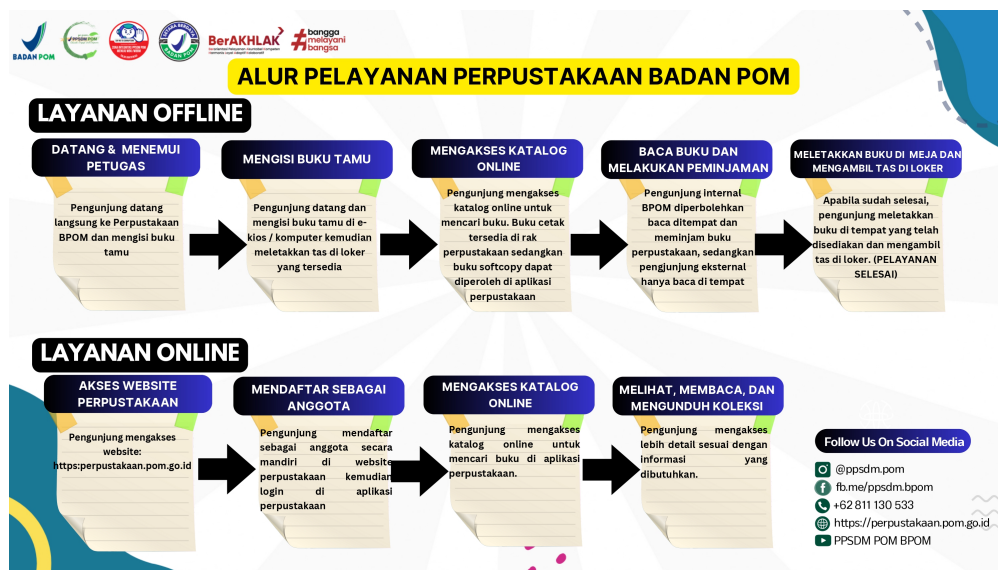 BADAN POM
BerAKHLAK
bangga
melayani
bangsa
ALUR PELAYANAN PERPUSTAKAAN BADAN POM
LAYANAN OFFLINE
DATANG & MENEMUI
PETUGAS
Pengunjung datang
langsung ke Perpustakaan
BPOM dan mengisi buku
tamu
MENGISI BUKU TAMU
Pengunjung datang dan
mengisi buku tamu di e-
kios / komputer kemudian
meletakkan tas di loker
yang tersedia
MENGAKSES KATALOG
ONLINE
Pengunjung mengakses
katalog online untuk
mencari buku. Buku cetak
tersedia di rak
perpustakaan sedangkan
buku softcopy dapat
diperoleh di aplikasi
perpustakaan
BACA BUKU DAN
MELAKUKAN PEMINJAMAN
Pengunjung internal
BPOM diperbolehkan
baca ditempat dan
meminjam buku
perpustakaan, sedangkan
pengjunjung eksternal
hanya baca di tempat
MELETAKKAN BUKU DI MEJA DAN
MENGAMBIL TAS DI LOKER
Apabila sudah selesai,
pengunjung meletakkan
buku di tempat yang telah
disediakan dan mengambil
tas di loker. (PELAYANAN
SELESAI)
LAYANAN ONLINE
AKSES WEBSITE
PERPUSTAKAAN
Pengunjung mengakses
website:
https:perpustakaan.pom.go.id
MENDAFTAR SEBAGAI
ANGGOTA
Pengunjung mendaftar
sebagai anggota secara
mandiri di website
perpustakaan kemudian
login di aplikasi
perpustakaan
MENGAKSES KATALOG
ONLINE
Pengunjung mengakses
katalog online untuk
mencari buku di aplikasi
perpustakaan.
MELIHAT, MEMBACA, DAN
MENGUNDUH KOLEKSI
Pengunjung mengakses
lebih detail sesuai dengan
informasi yang
dibutuhkan.
Follow Us On Social Media
@ppsdm.pom
fb.me/ppsdm.bpom
+62 811 130 533
https://perpustakaan.pom.go.id
PPSDM POM BPOM